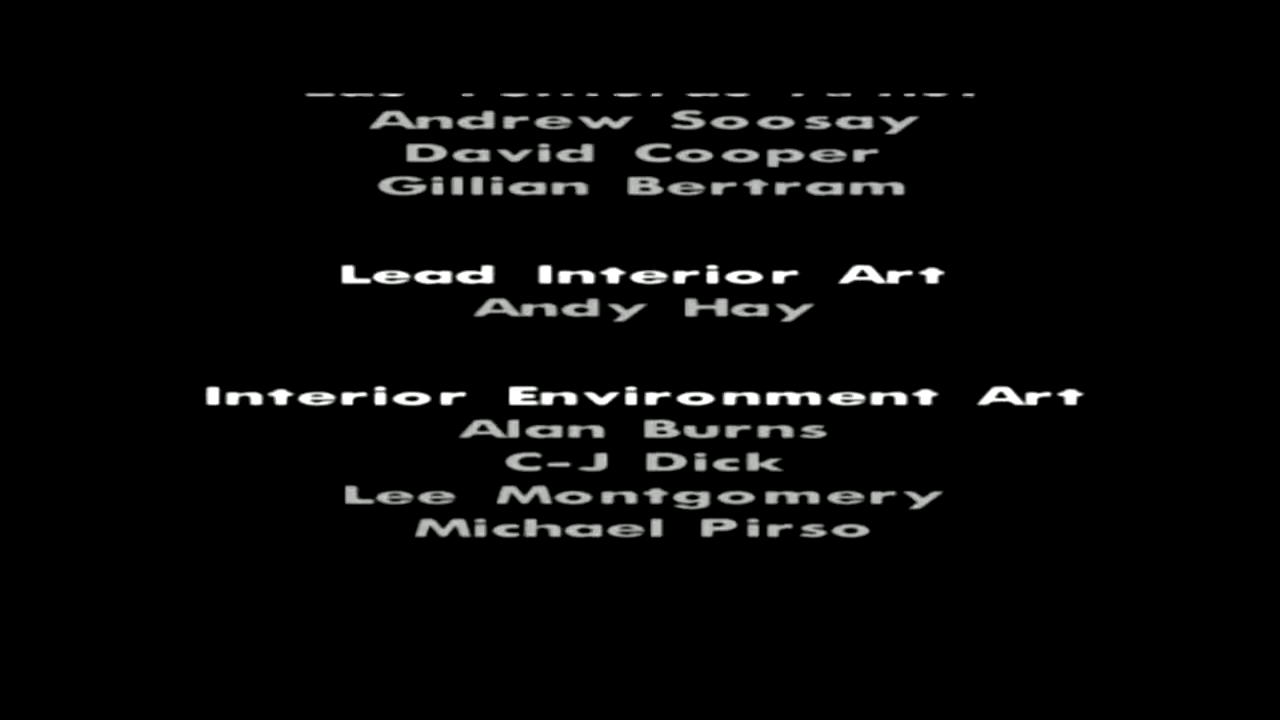 Andrew Soosay
David Cooper
Gillian Bertram
Lead Interior Art
Andy Hay
Interior Environment Art
Alan Burns
C-J Dick
Lee Montgomery
Michael Pirso